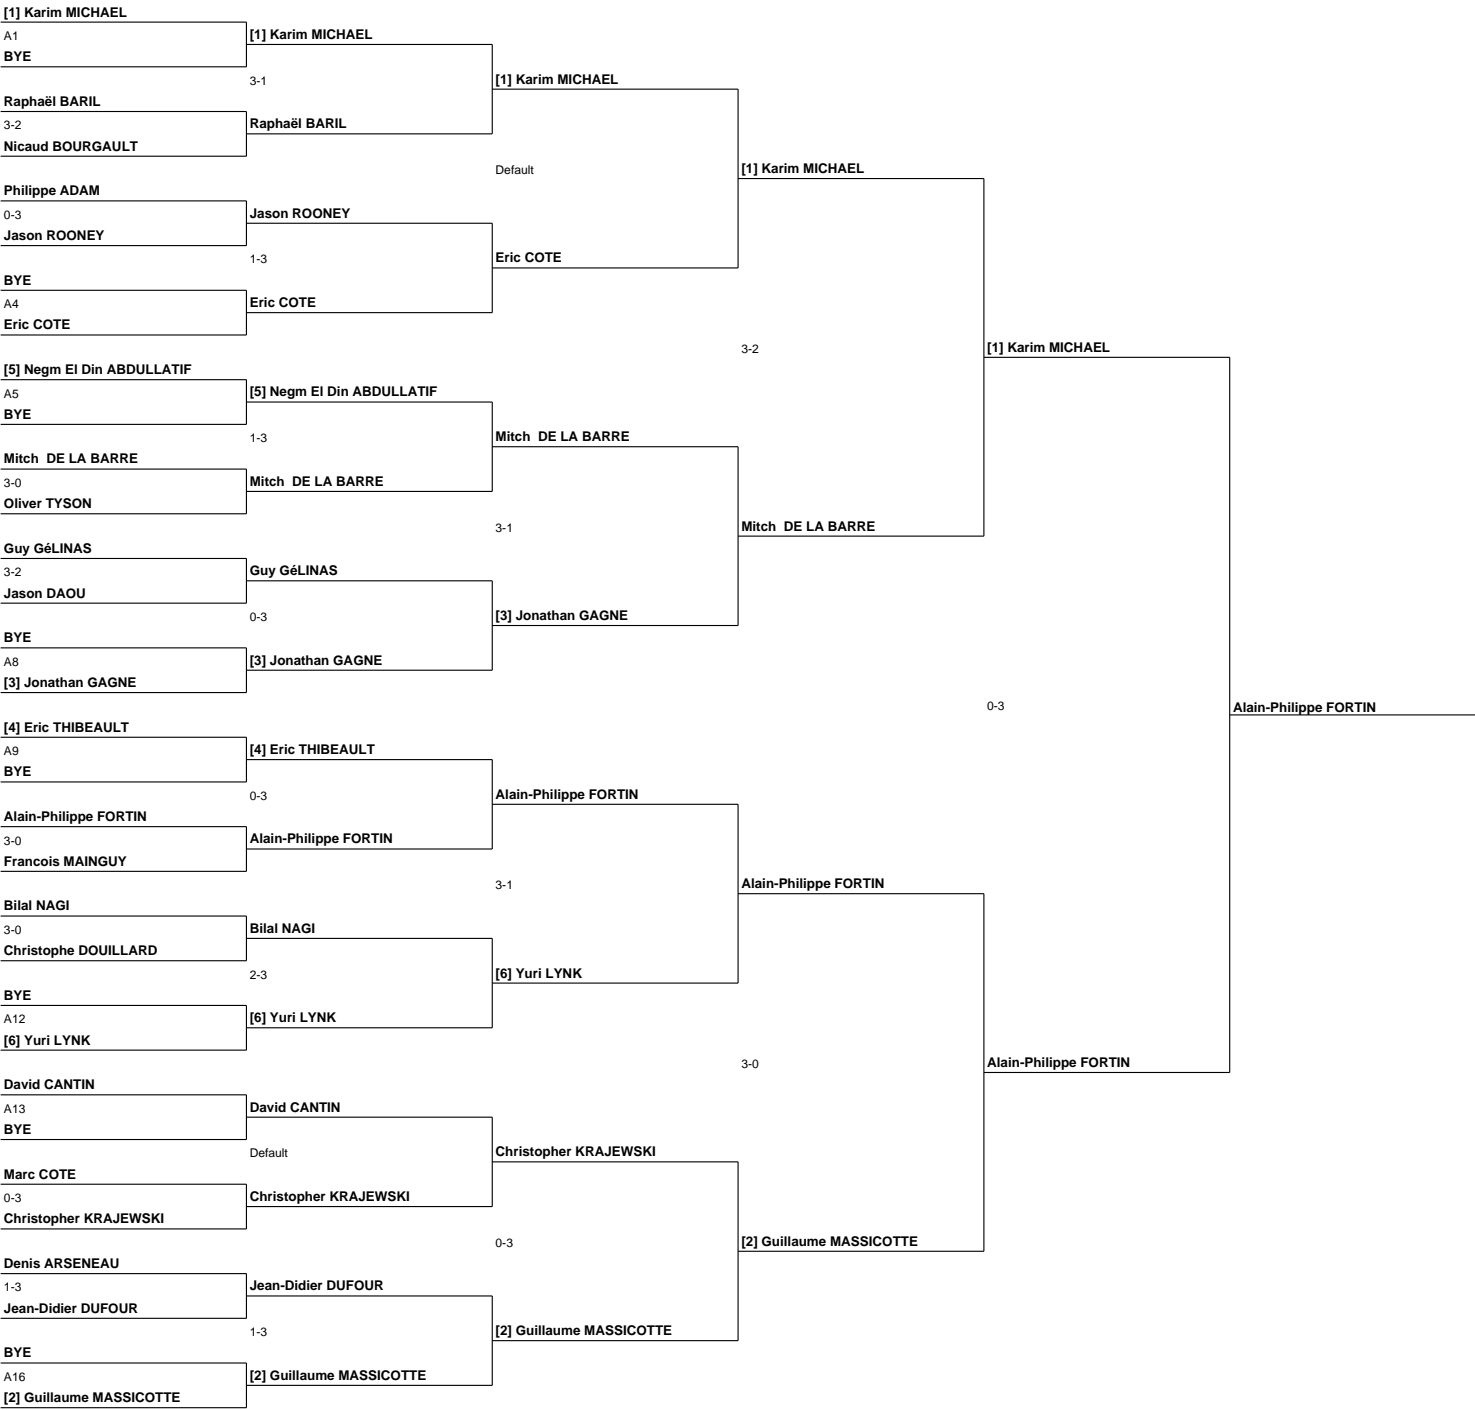 [1] Karim MICHAEL
A1
[1] Karim MICHAEL
BYE
3-1
[1] Karim MICHAEL
Raphaël BARIL
3-2
Raphaël BARIL
Nicaud BOURGAULT
Default
[1] Karim MICHAEL
Philippe ADAM
0-3
Jason ROONEY
Jason ROONEY
1-3
Eric COTE
BYE
A4
Eric COTE
Eric COTE
3-2
[1] Karim MICHAEL
[5] Negm El Din ABDULLATIF
A5
[5] Negm El Din ABDULLATIF
BYE
1-3
Mitch  DE LA BARRE
Mitch  DE LA BARRE
3-0
Mitch  DE LA BARRE
Oliver TYSON
3-1
Mitch  DE LA BARRE
Guy GéLINAS
3-2
Guy GéLINAS
Jason DAOU
0-3
[3] Jonathan GAGNE
BYE
A8
[3] Jonathan GAGNE
[3] Jonathan GAGNE
0-3
Alain-Philippe FORTIN
[4] Eric THIBEAULT
A9
[4] Eric THIBEAULT
BYE
0-3
Alain-Philippe FORTIN
Alain-Philippe FORTIN
3-0
Alain-Philippe FORTIN
Francois MAINGUY
3-1
Alain-Philippe FORTIN
Bilal NAGI
3-0
Bilal NAGI
Christophe DOUILLARD
2-3
[6] Yuri LYNK
BYE
A12
[6] Yuri LYNK
[6] Yuri LYNK
3-0
Alain-Philippe FORTIN
David CANTIN
A13
David CANTIN
BYE
Default
Christopher KRAJEWSKI
Marc COTE
0-3
Christopher KRAJEWSKI
Christopher KRAJEWSKI
0-3
[2] Guillaume MASSICOTTE
Denis ARSENEAU
1-3
Jean-Didier DUFOUR
Jean-Didier DUFOUR
1-3
[2] Guillaume MASSICOTTE
BYE
A16
[2] Guillaume MASSICOTTE
[2] Guillaume MASSICOTTE